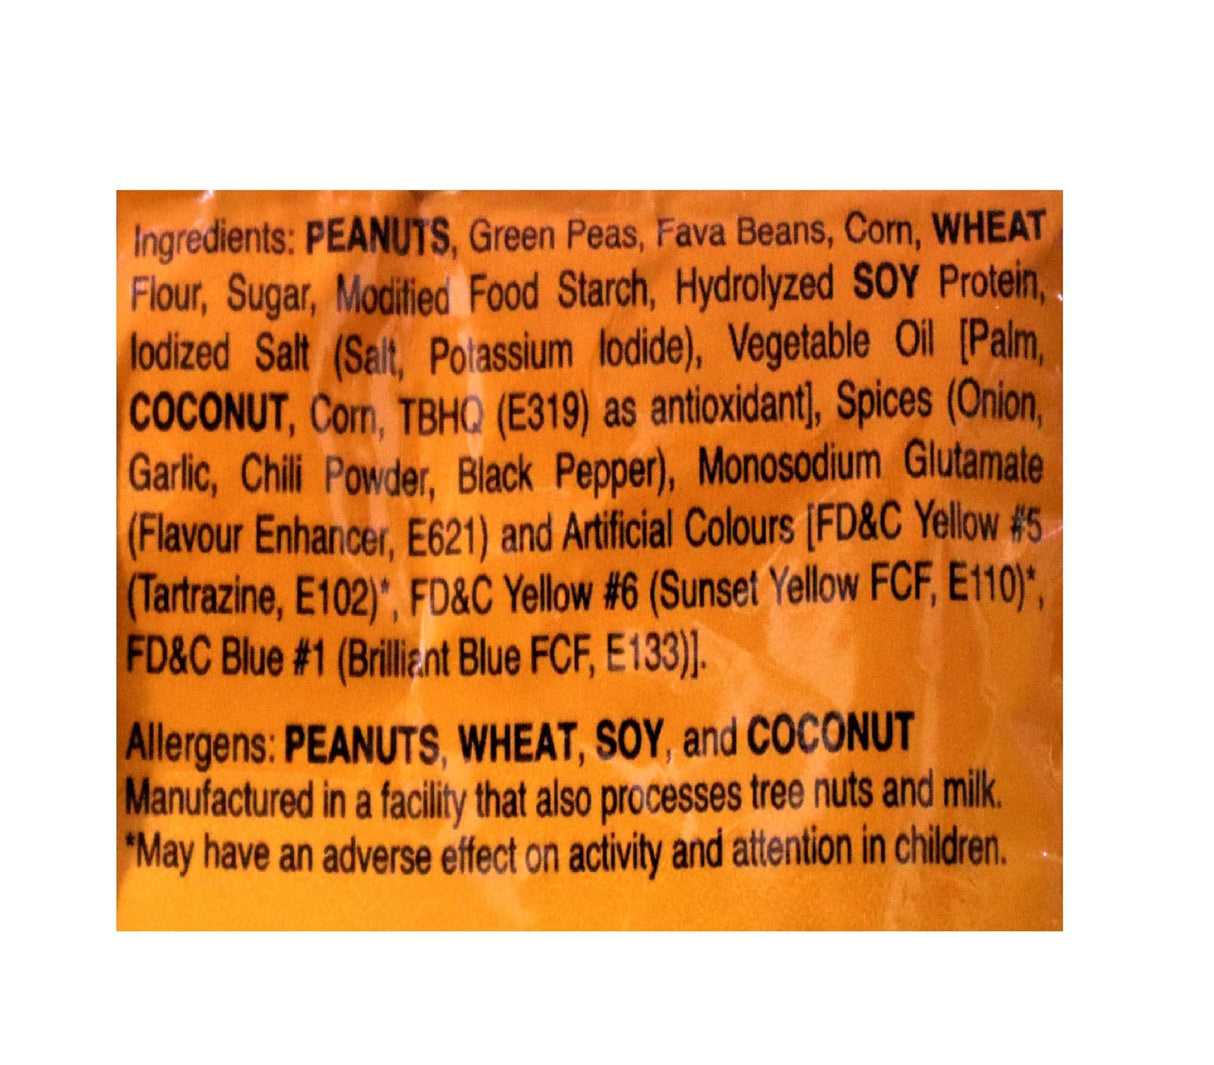 Ingredients: PEANUTS, Green Peas, Fava Beans, Corn, WHEAT
Flour, Sugar, Modified Food Starch, Hydrolyzed SOY Protein,
Iodized Salt (Salt, Potassium Iodide), Vegetable Oil [Palm,
COCONUT, Corn, TBHQ (E319) as antioxidant], Spices (Onion,
Garlic, Chili Powder, Black Pepper), Monosodium Glutamate
(Flavour Enhancer, E621) and Artificial Colours [FD&C Yellow #5
(Tartrazine, E102)*, FD&C Yellow #6 (Sunset Yellow FCF, E110)*,
FD&C Blue #1 (Brilliant Blue FCF, E133)].
Allergens: PEANUTS, WHEAT, SOY, and COCONUT
Manufactured in a facility that also processes tree nuts and milk.
*May have an adverse effect on activity and attention in children.